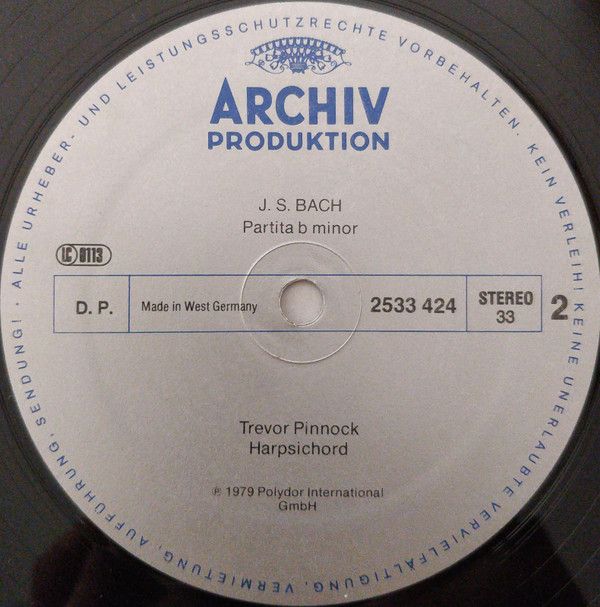 ALLE URHEBER- UND LEISTUNGSSCHUTZRECHTE VORBEHALTEN. KEIN VERLEIH! KEINE UNERLAUBTE VERVIELFÄLTIGUNG, VERMIETUNG, AUFFÜHRUNG, SENDUNG! ·
ARCHIV
PRODUKTION
J. S. BACH
Partita b minor
LC 0113
D. P. Made in West Germany 2533 424 STEREO 33 2
Trevor Pinnock
Harpsichord
℗ 1979 Polydor International
GmbH